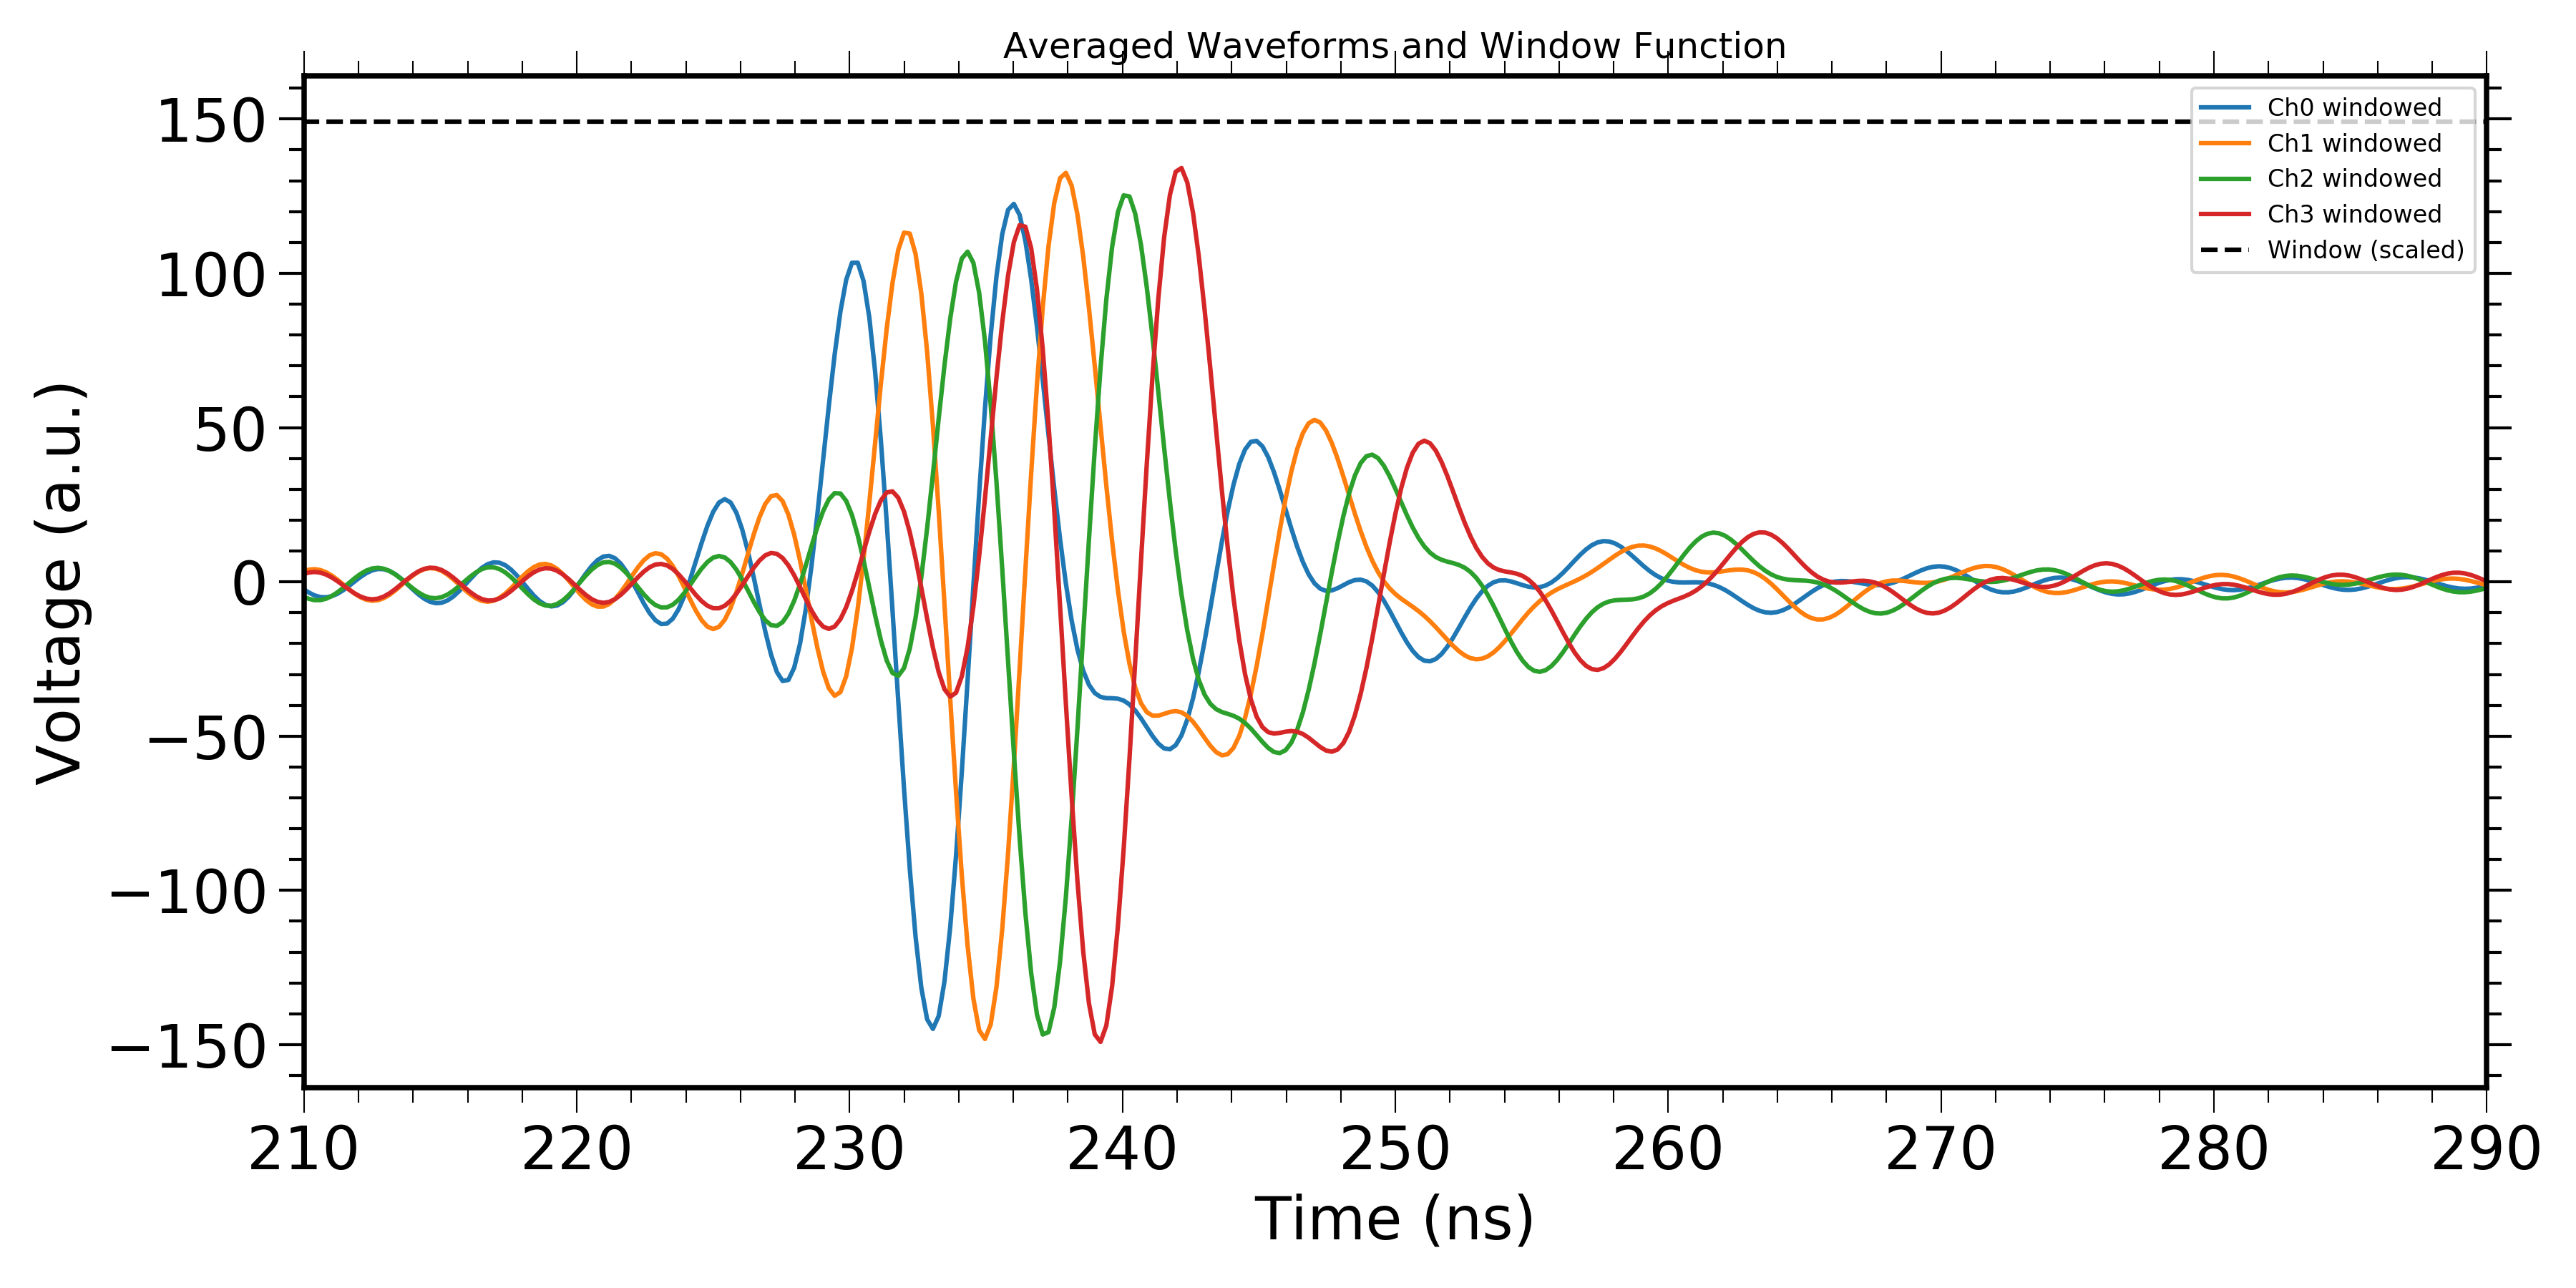 Averaged Waveforms and Window Function
Voltage (a.u.)
150
100
50
0
−50
−100
−150
Ch0 windowed
Ch1 windowed
Ch2 windowed
Ch3 windowed
Window (scaled)
210 220 230 240 250 260 270 280 290
Time (ns)